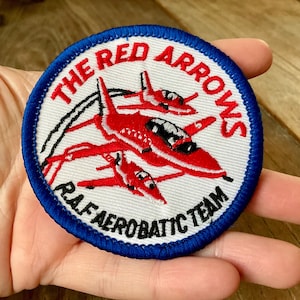 THE RED ARROWS
R.A.F AEROBATIC TEAM